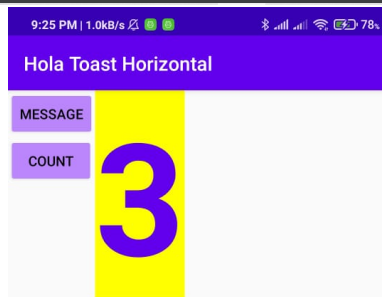 9:25 PM | 1.0kB/s 78%
Hola Toast Horizontal
MESSAGE
COUNT
3